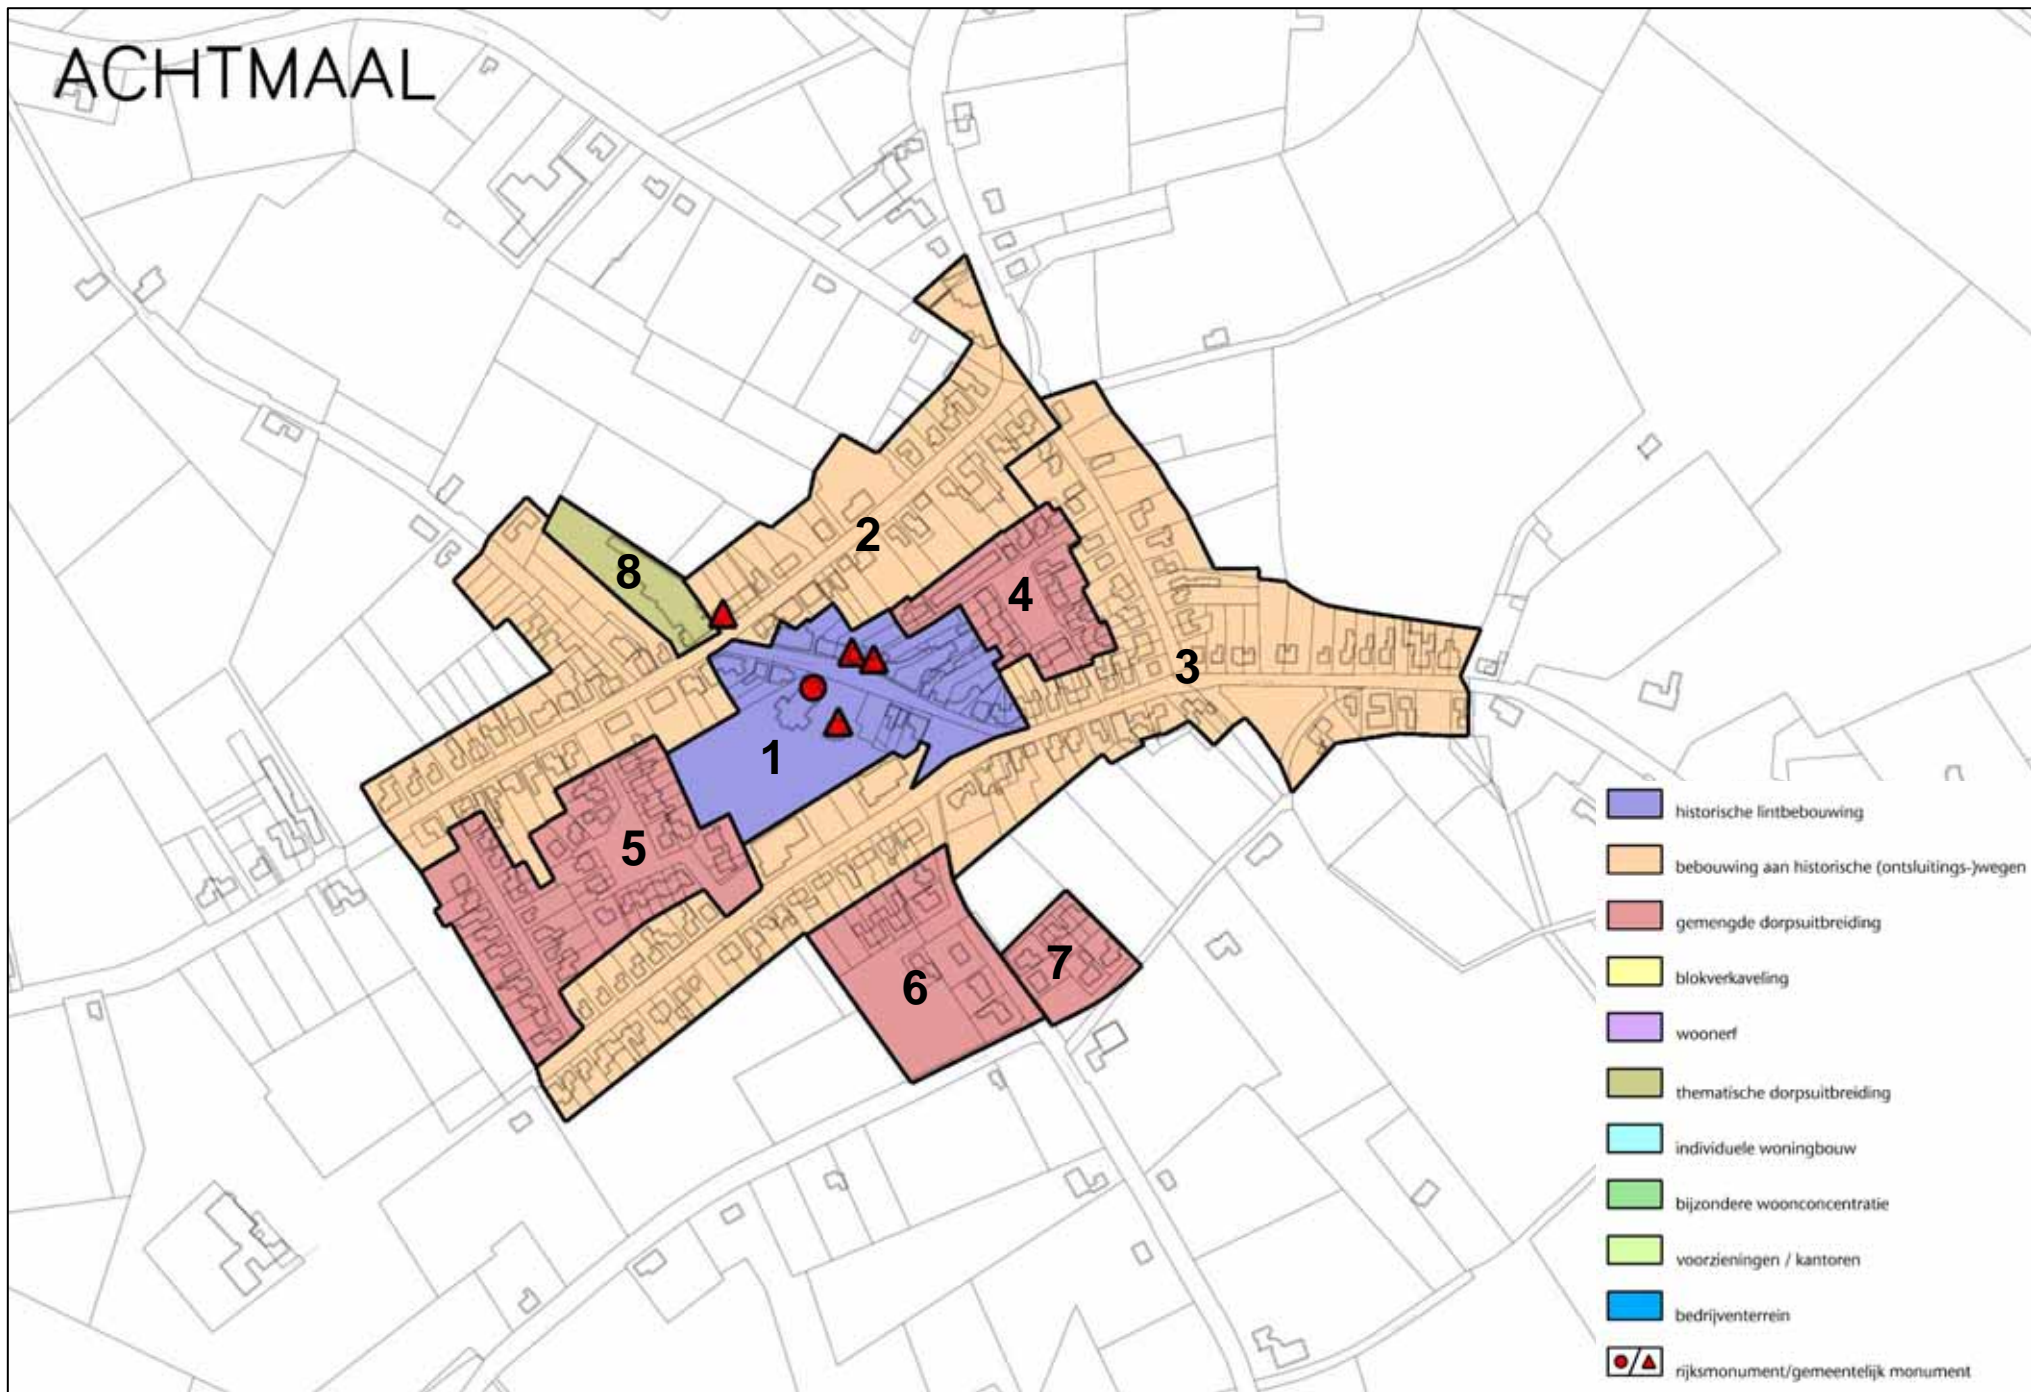 ACHTMAAL
2
8
4
3
1
5
7
6
historische lintbebouwing
bebouwing aan historische (ontsluitings-)wegen
gemengde dorpsuitbreiding
blokverkaveling
woonerf
thematische dorpsuitbreiding
individuele woningbouw
bijzondere woonconcentratie
voorzieningen / kantoren
bedrijventerrein
rijksmonument/gemeentelijk monument